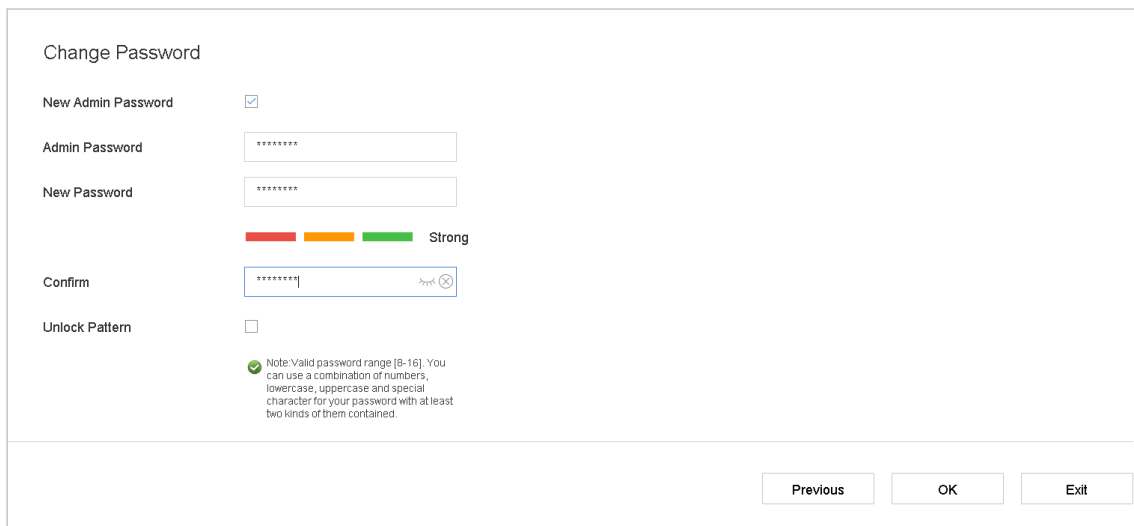 Change Password
New Admin Password
Admin Password ********
New Password ********
Strong
Confirm ********
Unlock Pattern
Note:Valid password range [8-16]. You
can use a combination of numbers,
lowercase, uppercase and special
character for your password with at least
two kinds of them contained.
Previous OK Exit